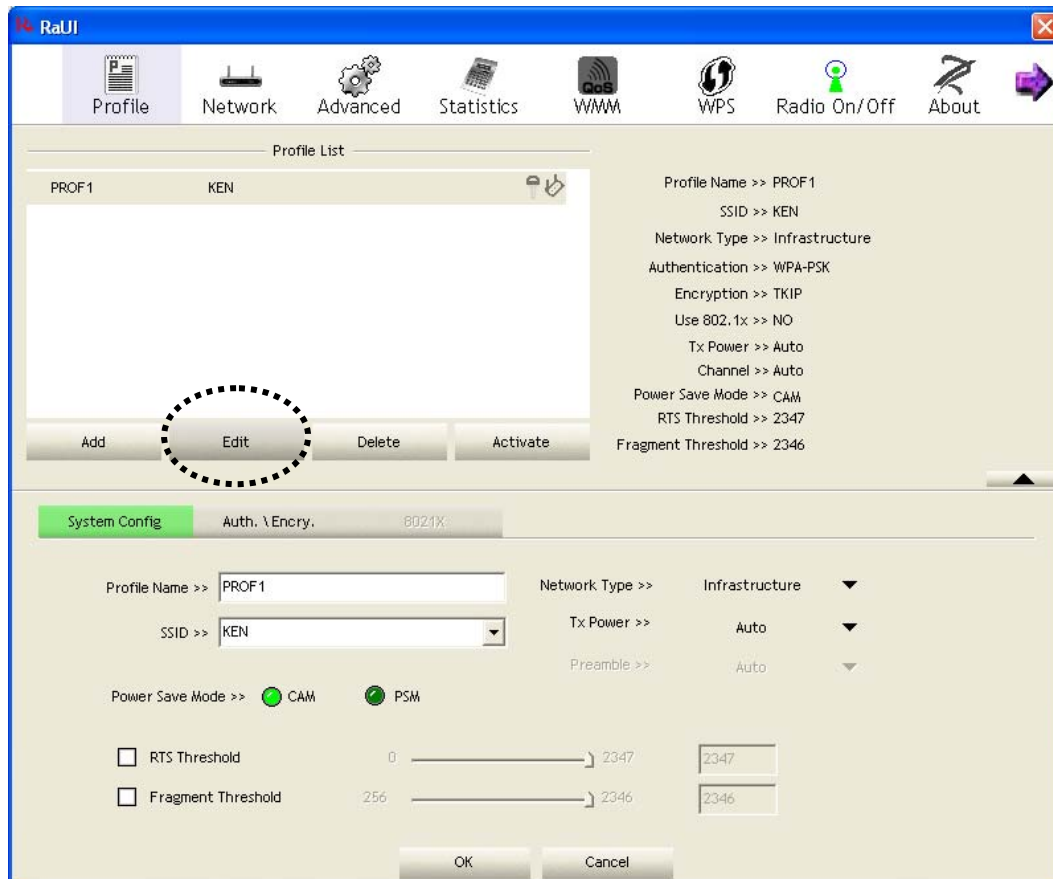 RaUI
Profile Network Advanced Statistics WMM WPS Radio On/Off About
QoS
Profile List
PROF1 KEN
Add Edit Delete Activate
Profile Name >> PROF1
SSID >> KEN
Network Type >> Infrastructure
Authentication >> WPA-PSK
Encryption >> TKIP
Use 802.1x >> NO
Tx Power >> Auto
Channel >> Auto
Power Save Mode >> CAM
RTS Threshold >> 2347
Fragment Threshold >> 2346
System Config Auth. \ Encry. 8021X
Profile Name >> PROF1
Network Type >> Infrastructure
SSID >> KEN
Tx Power >> Auto
Preamble >> Auto
Power Save Mode >> CAM PSM
RTS Threshold 0 2347 2347
Fragment Threshold 256 2346 2346
OK Cancel